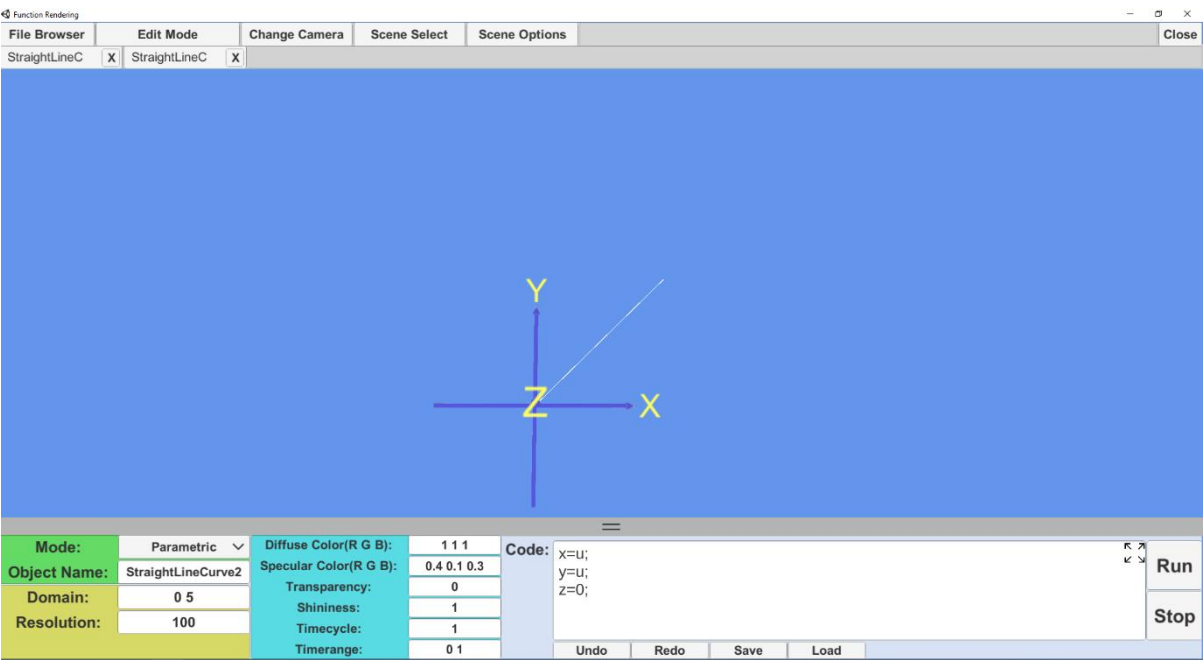 Function Rendering
File Browser Edit Mode Change Camera Scene Select Scene Options Close
StraightLineC X StraightLineC X
Y
Z X
Mode: Parametric
Object Name: StraightLineCurve2
Domain: 0 5
Resolution: 100
Diffuse Color(R G B): 1 1 1
Specular Color(R G B): 0.4 0.1 0.3
Transparency: 0
Shininess: 1
Timecycle: 1
Timerange: 0 1
Code: x=u;
y=u;
z=0;
Undo Redo Save Load
Run
Stop